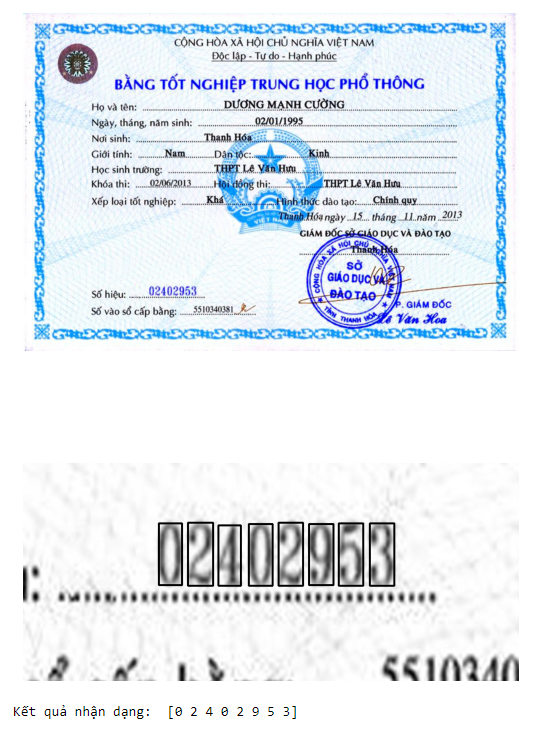 CỘNG HÒA XÃ HỘI CHỦ NGHĨA VIỆT NAM
Độc lập - Tự do - Hạnh phúc
BẰNG TỐT NGHIỆP TRUNG HỌC PHỔ THÔNG
Họ và tên: DƯƠNG MẠNH CƯỜNG
Ngày, tháng, năm sinh: 02/01/1995
Nơi sinh: Thanh Hóa
Giới tính: Nam Dân tộc: Kinh
Học sinh trường: THPT Lê Văn Hưu
Khóa thi: 02/06/2013 Hội đồng thi: THPT Lê Văn Hưu
Xếp loại tốt nghiệp: Khá Hình thức đào tạo: Chính quy
Thanh Hóa ngày 15 tháng 11 năm 2013
GIÁM ĐỐC SỞ GIÁO DỤC VÀ ĐÀO TẠO
Thanh Hóa
SỞ
GIÁO DỤC VÀ
ĐÀO TẠO
TỈNH THANH HÓA
P. GIÁM ĐỐC
Lê Văn Hoa
Số hiệu: 02402953
Số vào sổ cấp bằng: 5510340381
02402953
5510340
Kết quả nhận dạng: [0 2 4 0 2 9 5 3]